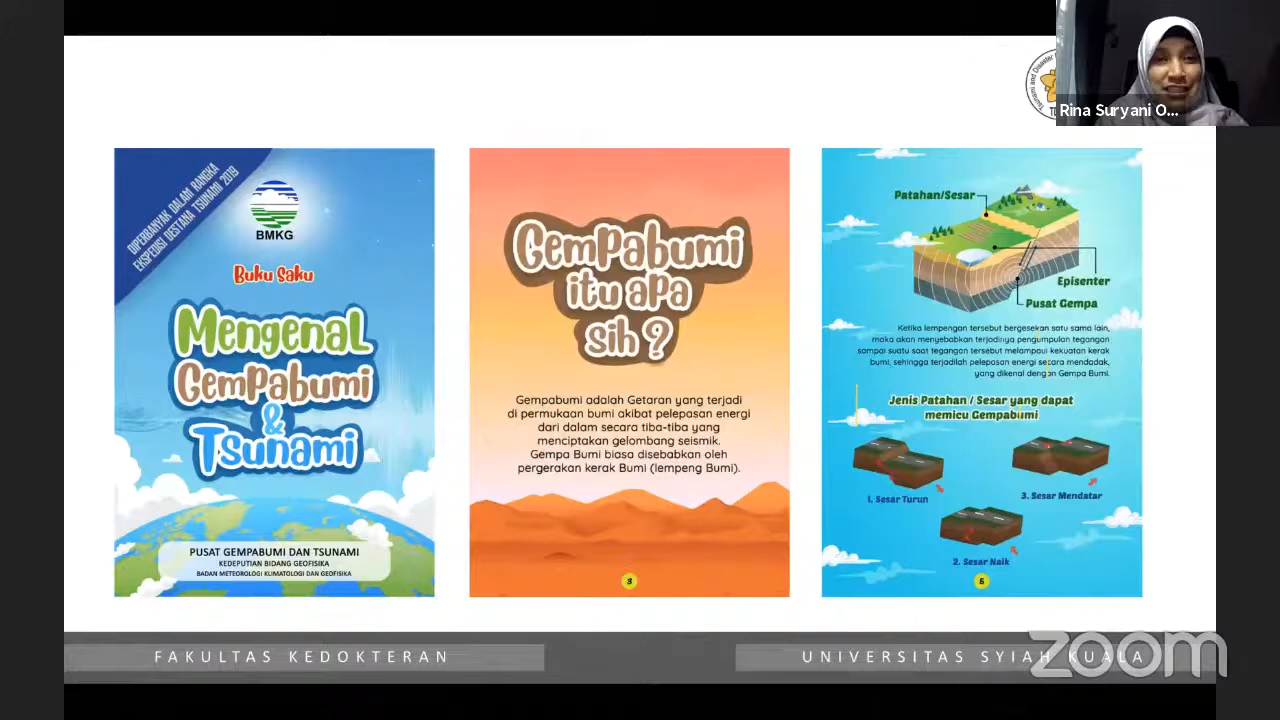 Rina Suryani O...
DIPERBANYAK DALAM RANGKA
EKSPEDISI DESTANA TSUNAMI 2019
BMKG
Buku Saku
Mengenal
Gempabumi
&
Tsunami
PUSAT GEMPABUMI DAN TSUNAMI
KEDEPUTIAN BIDANG GEOFISIKA
BADAN METEOROLOGI KLIMATOLOGI DAN GEOFISIKA
Gempabumi
itu apa
sih ?
Gempabumi adalah Getaran yang terjadi
di permukaan bumi akibat pelepasan energi
dari dalam secara tiba-tiba yang
menciptakan gelombang seismik.
Gempa Bumi biasa disebabkan oleh
pergerakan kerak Bumi (lempeng Bumi).
3
Patahan/Sesar
Episenter
Pusat Gempa
Ketika lempengan tersebut bergesekan satu sama lain,
maka akan menyebabkan terjadinya pengumpulan tegangan
sampai suatu saat tegangan tersebut melampaui kekuatan kerak
bumi, sehingga terjadilah pelepasan energi secara mendadak,
yang dikenal dengan Gempa Bumi.
Jenis Patahan / Sesar yang dapat
memicu Gempabumi
1. Sesar Turun
3. Sesar Mendatar
2. Sesar Naik
FAKULTAS KEDOKTERAN
UNIVERSITAS SYIAH KUALA
zoom